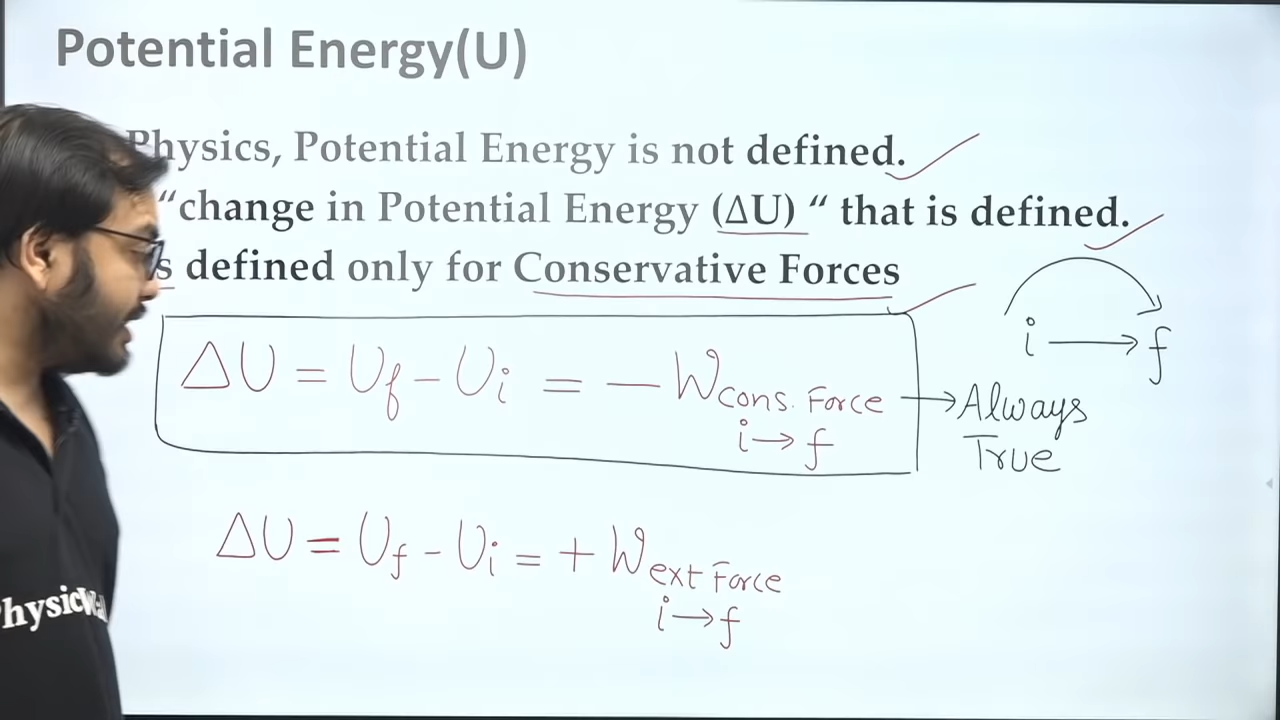 Potential Energy(U)
Physics, Potential Energy is not defined.
“change in Potential Energy (ΔU) “ that is defined.
s defined only for Conservative Forces
i → f
ΔU = Uf - Ui = - Wcons. Force
i → f
→ Always
True
ΔU = Uf - Ui = + Wext Force
i → f